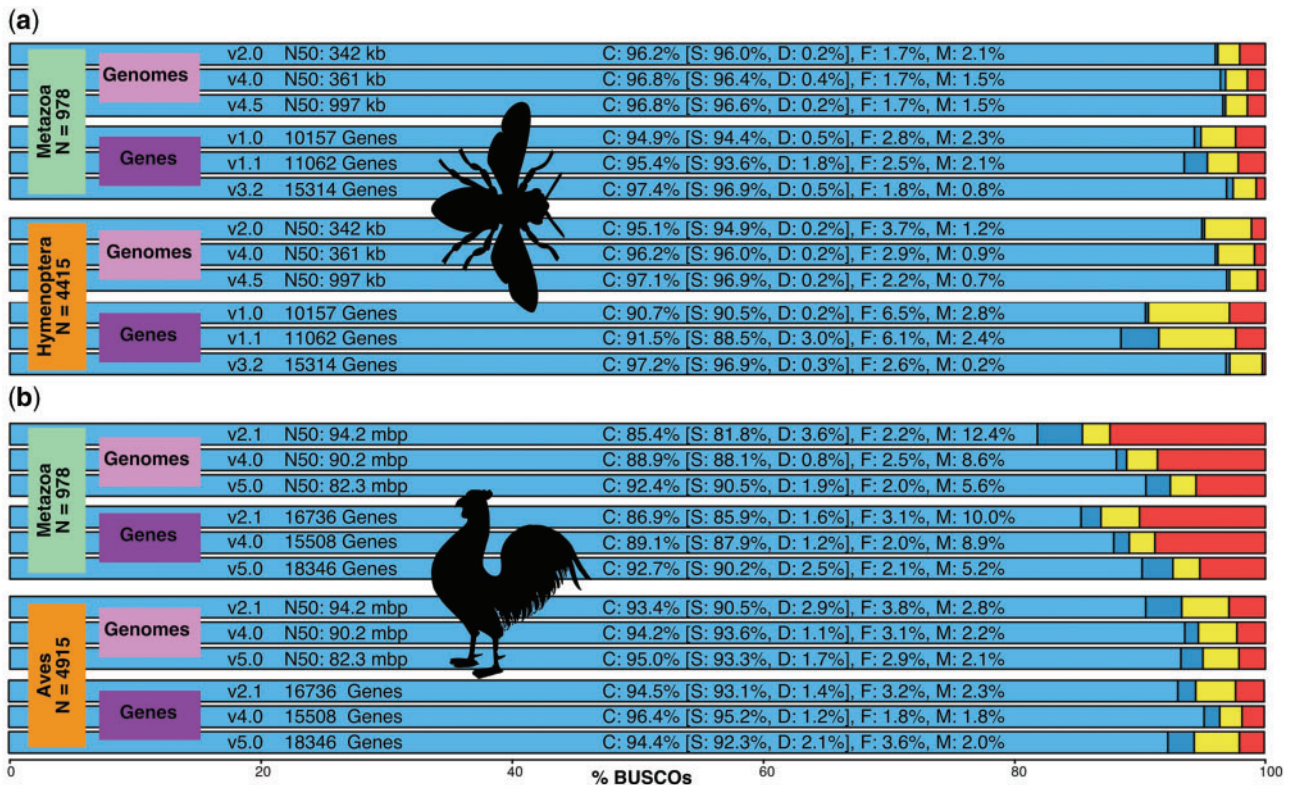 (a)
Metazoa
N = 978
Genomes
v2.0 N50: 342 kb C: 96.2% [S: 96.0%, D: 0.2%], F: 1.7%, M: 2.1%
v4.0 N50: 361 kb C: 96.8% [S: 96.4%, D: 0.4%], F: 1.7%, M: 1.5%
v4.5 N50: 997 kb C: 96.8% [S: 96.6%, D: 0.2%], F: 1.7%, M: 1.5%
Genes
v1.0 10157 Genes C: 94.9% [S: 94.4%, D: 0.5%], F: 2.8%, M: 2.3%
v1.1 11062 Genes C: 95.4% [S: 93.6%, D: 1.8%], F: 2.5%, M: 2.1%
v3.2 15314 Genes C: 97.4% [S: 96.9%, D: 0.5%], F: 1.8%, M: 0.8%
Hymenoptera
N = 4415
Genomes
v2.0 N50: 342 kb C: 95.1% [S: 94.9%, D: 0.2%], F: 3.7%, M: 1.2%
v4.0 N50: 361 kb C: 96.2% [S: 96.0%, D: 0.2%], F: 2.9%, M: 0.9%
v4.5 N50: 997 kb C: 97.1% [S: 96.9%, D: 0.2%], F: 2.2%, M: 0.7%
Genes
v1.0 10157 Genes C: 90.7% [S: 90.5%, D: 0.2%], F: 6.5%, M: 2.8%
v1.1 11062 Genes C: 91.5% [S: 88.5%, D: 3.0%], F: 6.1%, M: 2.4%
v3.2 15314 Genes C: 97.2% [S: 96.9%, D: 0.3%], F: 2.6%, M: 0.2%
(b)
Metazoa
N = 978
Genomes
v2.1 N50: 94.2 mbp C: 85.4% [S: 81.8%, D: 3.6%], F: 2.2%, M: 12.4%
v4.0 N50: 90.2 mbp C: 88.9% [S: 88.1%, D: 0.8%], F: 2.5%, M: 8.6%
v5.0 N50: 82.3 mbp C: 92.4% [S: 90.5%, D: 1.9%], F: 2.0%, M: 5.6%
Genes
v2.1 16736 Genes C: 86.9% [S: 85.9%, D: 1.6%], F: 3.1%, M: 10.0%
v4.0 15508 Genes C: 89.1% [S: 87.9%, D: 1.2%], F: 2.0%, M: 8.9%
v5.0 18346 Genes C: 92.7% [S: 90.2%, D: 2.5%], F: 2.1%, M: 5.2%
Aves
N = 4915
Genomes
v2.1 N50: 94.2 mbp C: 93.4% [S: 90.5%, D: 2.9%], F: 3.8%, M: 2.8%
v4.0 N50: 90.2 mbp C: 94.2% [S: 93.6%, D: 1.1%], F: 3.1%, M: 2.2%
v5.0 N50: 82.3 mbp C: 95.0% [S: 93.3%, D: 1.7%], F: 2.9%, M: 2.1%
Genes
v2.1 16736 Genes C: 94.5% [S: 93.1%, D: 1.4%], F: 3.2%, M: 2.3%
v4.0 15508 Genes C: 96.4% [S: 95.2%, D: 1.2%], F: 1.8%, M: 1.8%
v5.0 18346 Genes C: 94.4% [S: 92.3%, D: 2.1%], F: 3.6%, M: 2.0%
0 20 40 60 80 100
% BUSCOs